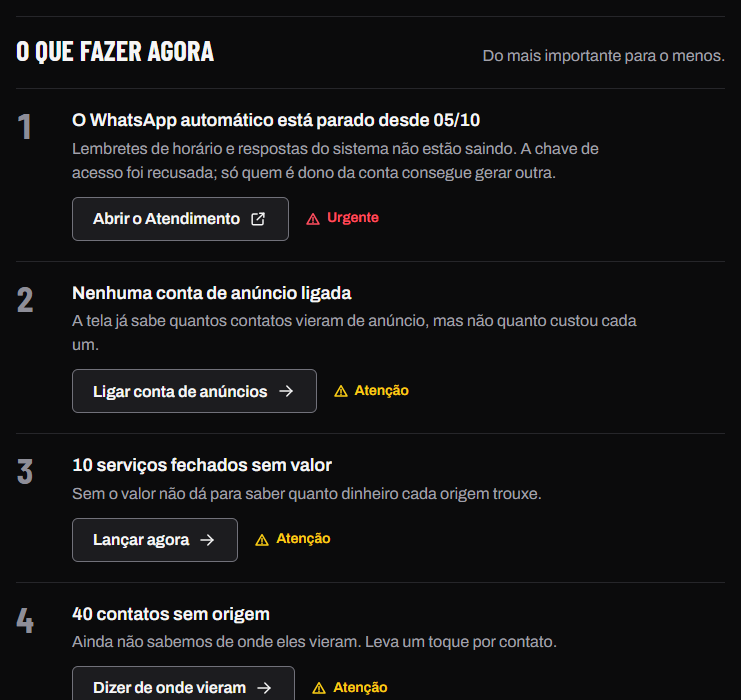 O QUE FAZER AGORA
Do mais importante para o menos.
1
O WhatsApp automático está parado desde 05/10
Lembretes de horário e respostas do sistema não estão saindo. A chave de
acesso foi recusada; só quem é dono da conta consegue gerar outra.
Abrir o Atendimento
Urgente
2
Nenhuma conta de anúncio ligada
A tela já sabe quantos contatos vieram de anúncio, mas não quanto custou cada
um.
Ligar conta de anúncios
Atenção
3
10 serviços fechados sem valor
Sem o valor não dá para saber quanto dinheiro cada origem trouxe.
Lançar agora
Atenção
4
40 contatos sem origem
Ainda não sabemos de onde eles vieram. Leva um toque por contato.
Dizer de onde vieram
Atenção